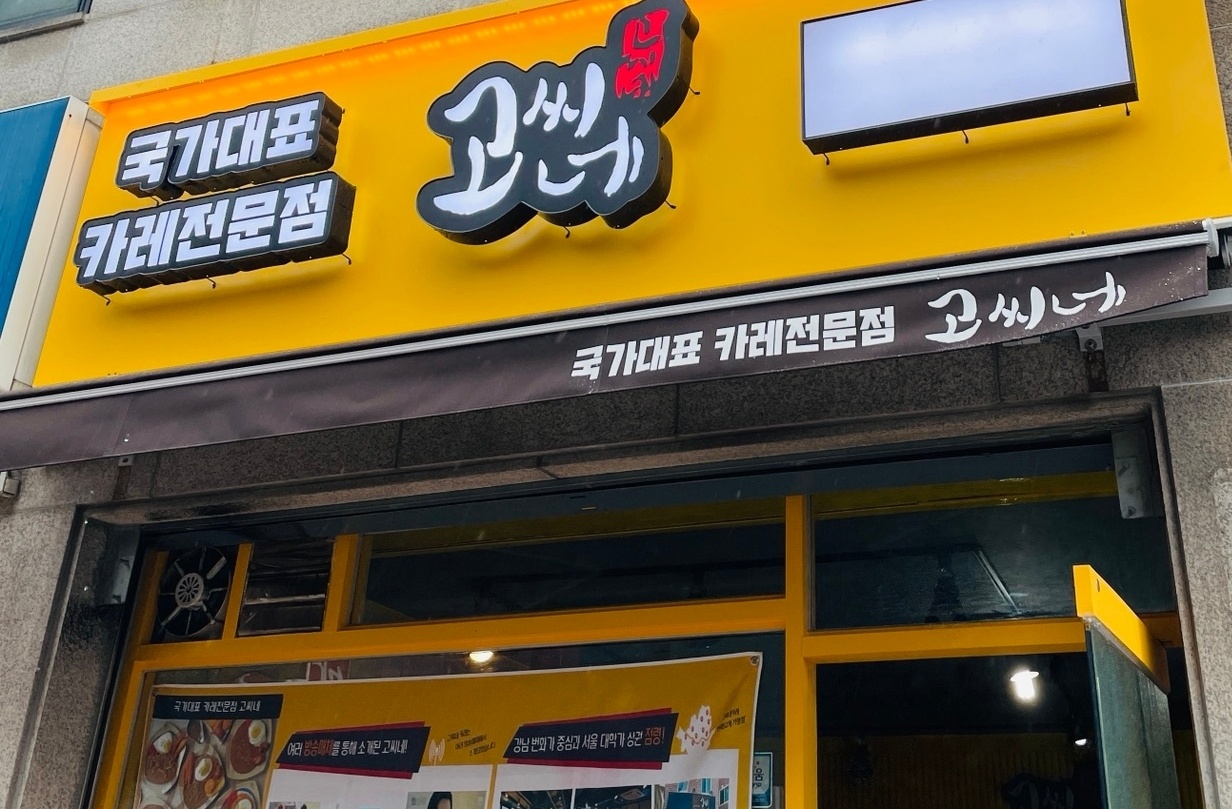 국가대표
카레전문점
고씨네
국가대표 카레전문점 고씨네
국가대표 카레전문점 고씨네
여러 방송매체를 통해 소개된 고씨네!
강남 번화가 중심과 서울 대학가 상권 점령!